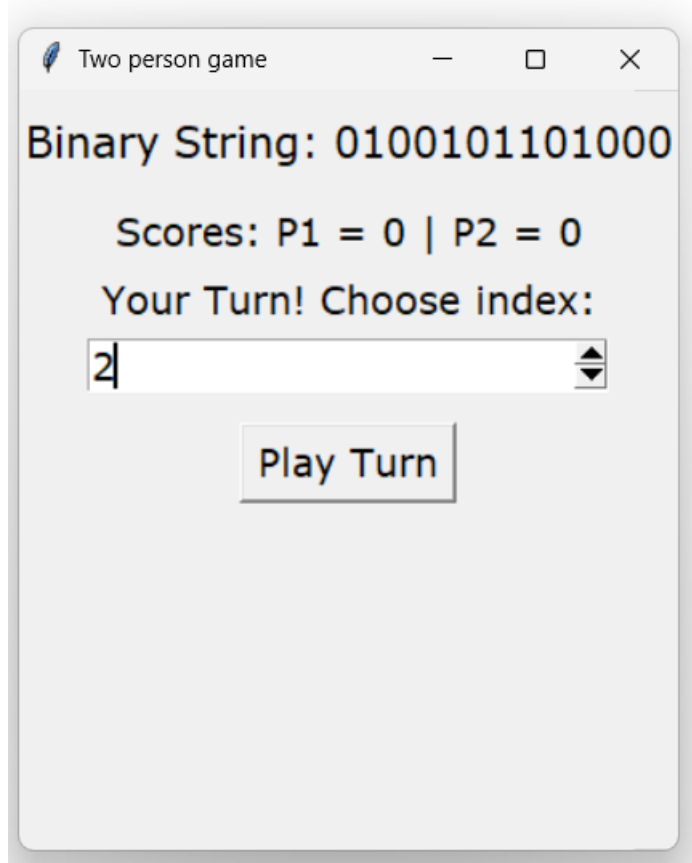 Two person game
Binary String: 0100101101000
Scores: P1 = 0 | P2 = 0
Your Turn! Choose index:
2
Play Turn